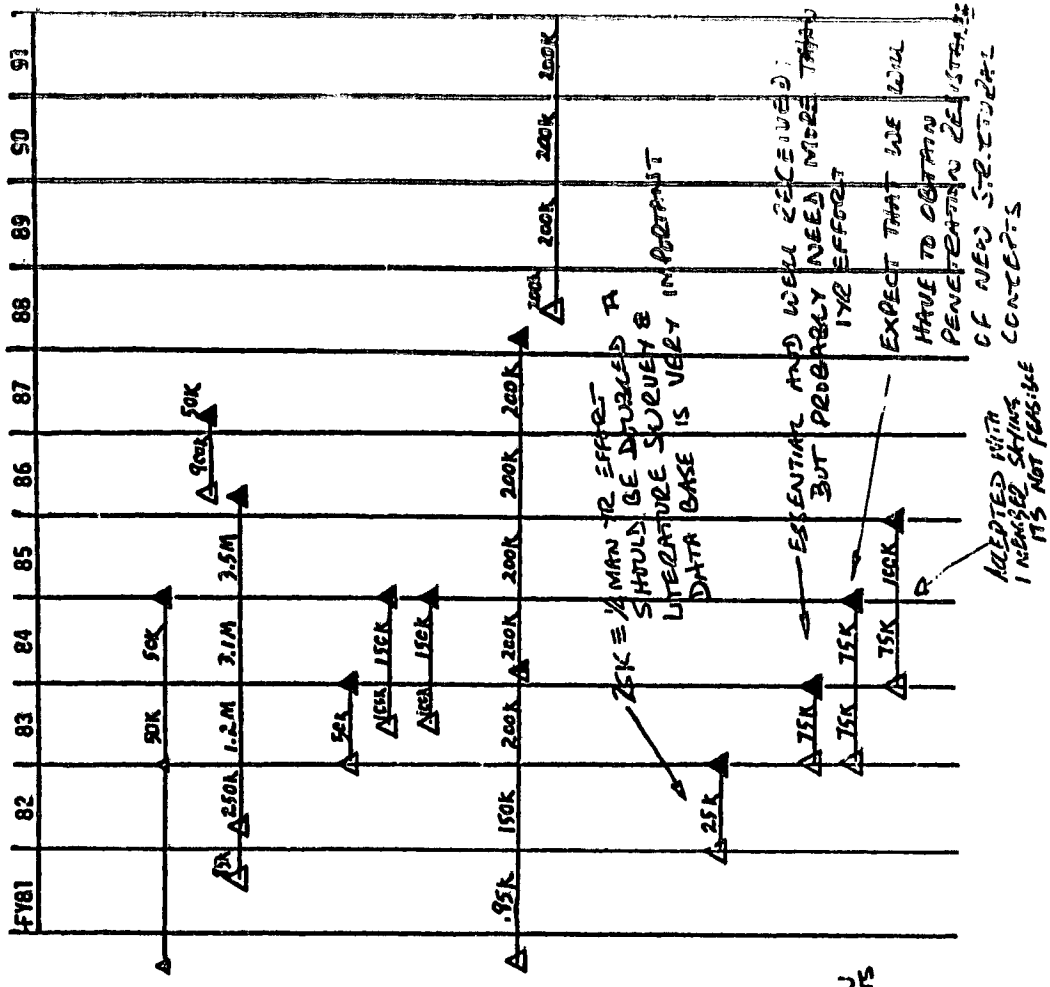 FY81 82 83 84 85 86 87 88 89 90 91
50K 50K
250K 1.2M 3.1M 3.5M
900K 50K
50K
150K
150K
.95K 150K 200K 200K 200K 200K 200K
200K 200K 200K 200K
25K ≡ 1/2 MAN YR EFFORT
SHOULD BE DOUBLED A
LITERATURE SURVEY &
DATA BASE IS VERY IMPORTANT
25K
ESSENTIAL AND WELL RECEIVED;
BUT PROBABLY NEED MORE THAN
1YR EFFORT
75K
75K 75K
EXPECT THAT WE WILL
HAVE TO OBTAIN
PENETRATION RESISTANCE
OF NEW STRUCTURAL
CONCEPTS
75K 150K
ACCEPTED WITH
1 MEMBER SAYING
ITS NOT FEASIBLE